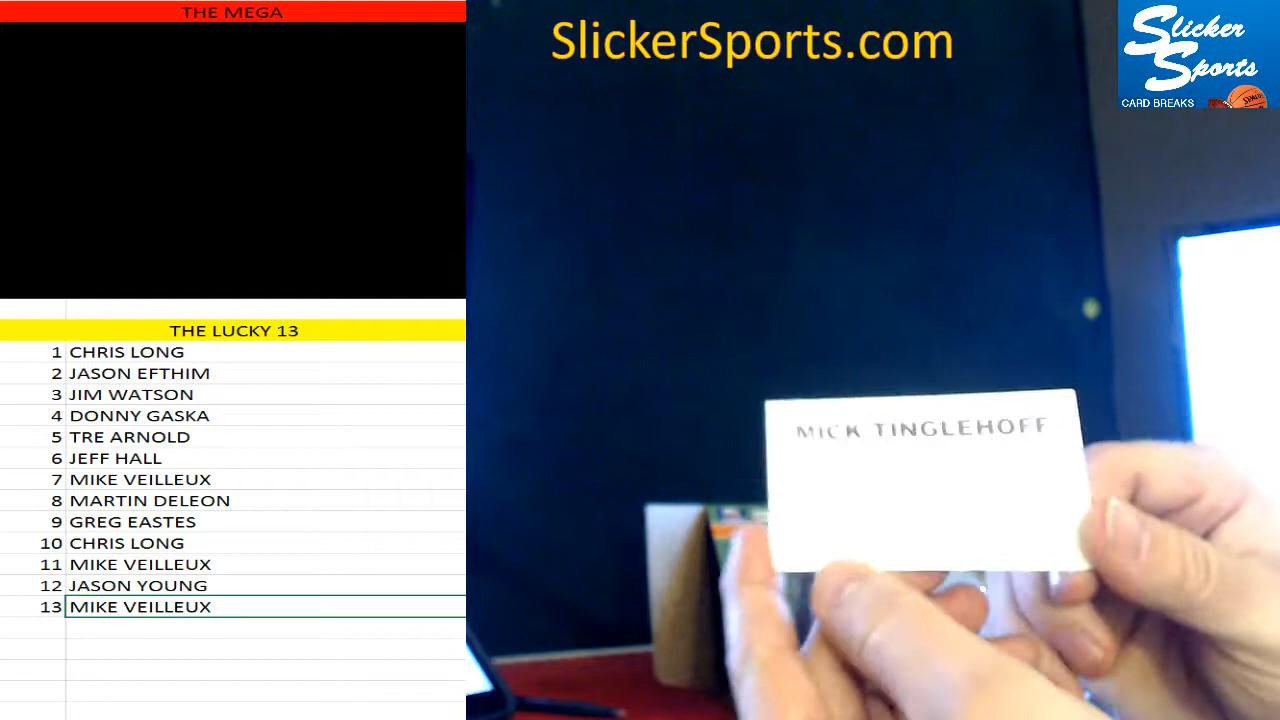 THE MEGA
THE LUCKY 13
1 CHRIS LONG
2 JASON EFTHIM
3 JIM WATSON
4 DONNY GASKA
5 TRE ARNOLD
6 JEFF HALL
7 MIKE VEILLEUX
8 MARTIN DELEON
9 GREG EASTES
10 CHRIS LONG
11 MIKE VEILLEUX
12 JASON YOUNG
13 MIKE VEILLEUX
SlickerSports.com
Slicker
Sports
CARD BREAKS
SPALDING
MICK TINGLEHOFF